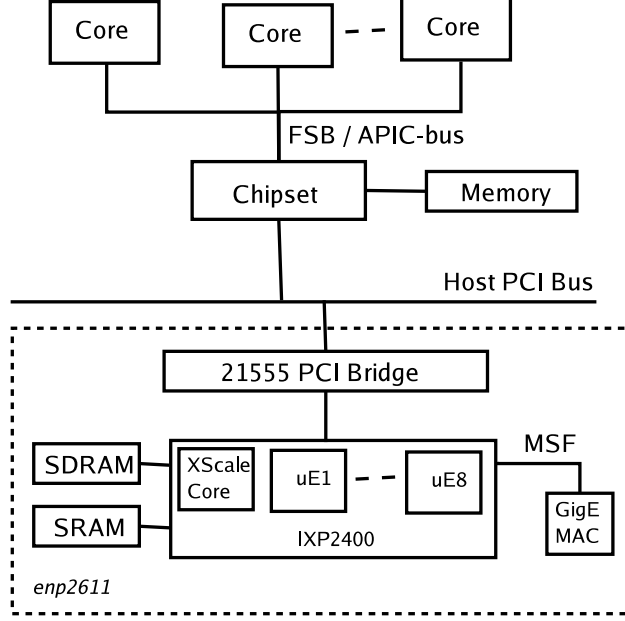 Core
Core
Core
FSB / APIC-bus
Chipset
Memory
Host PCI Bus
21555 PCI Bridge
MSF
SDRAM
XScale
Core
uE1
uE8
GigE
MAC
SRAM
IXP2400
enp2611